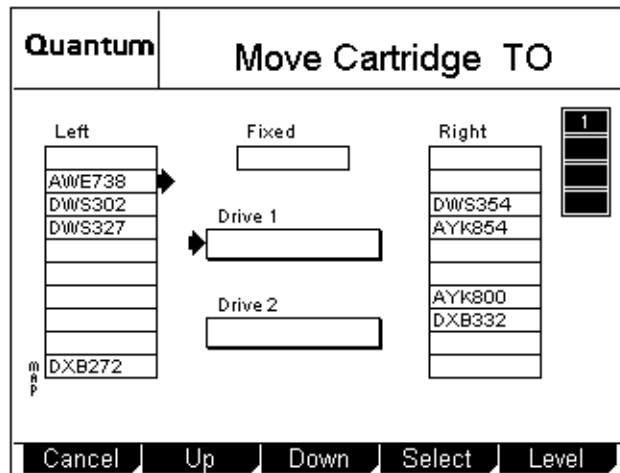 Quantum
Move Cartridge TO
1
Left
Fixed
Right
AWE738
DWS302
DWS327
DXB272
mAP
Drive 1
Drive 2
DWS354
AYK854
AYK800
DXB332
Cancel Up Down Select Level